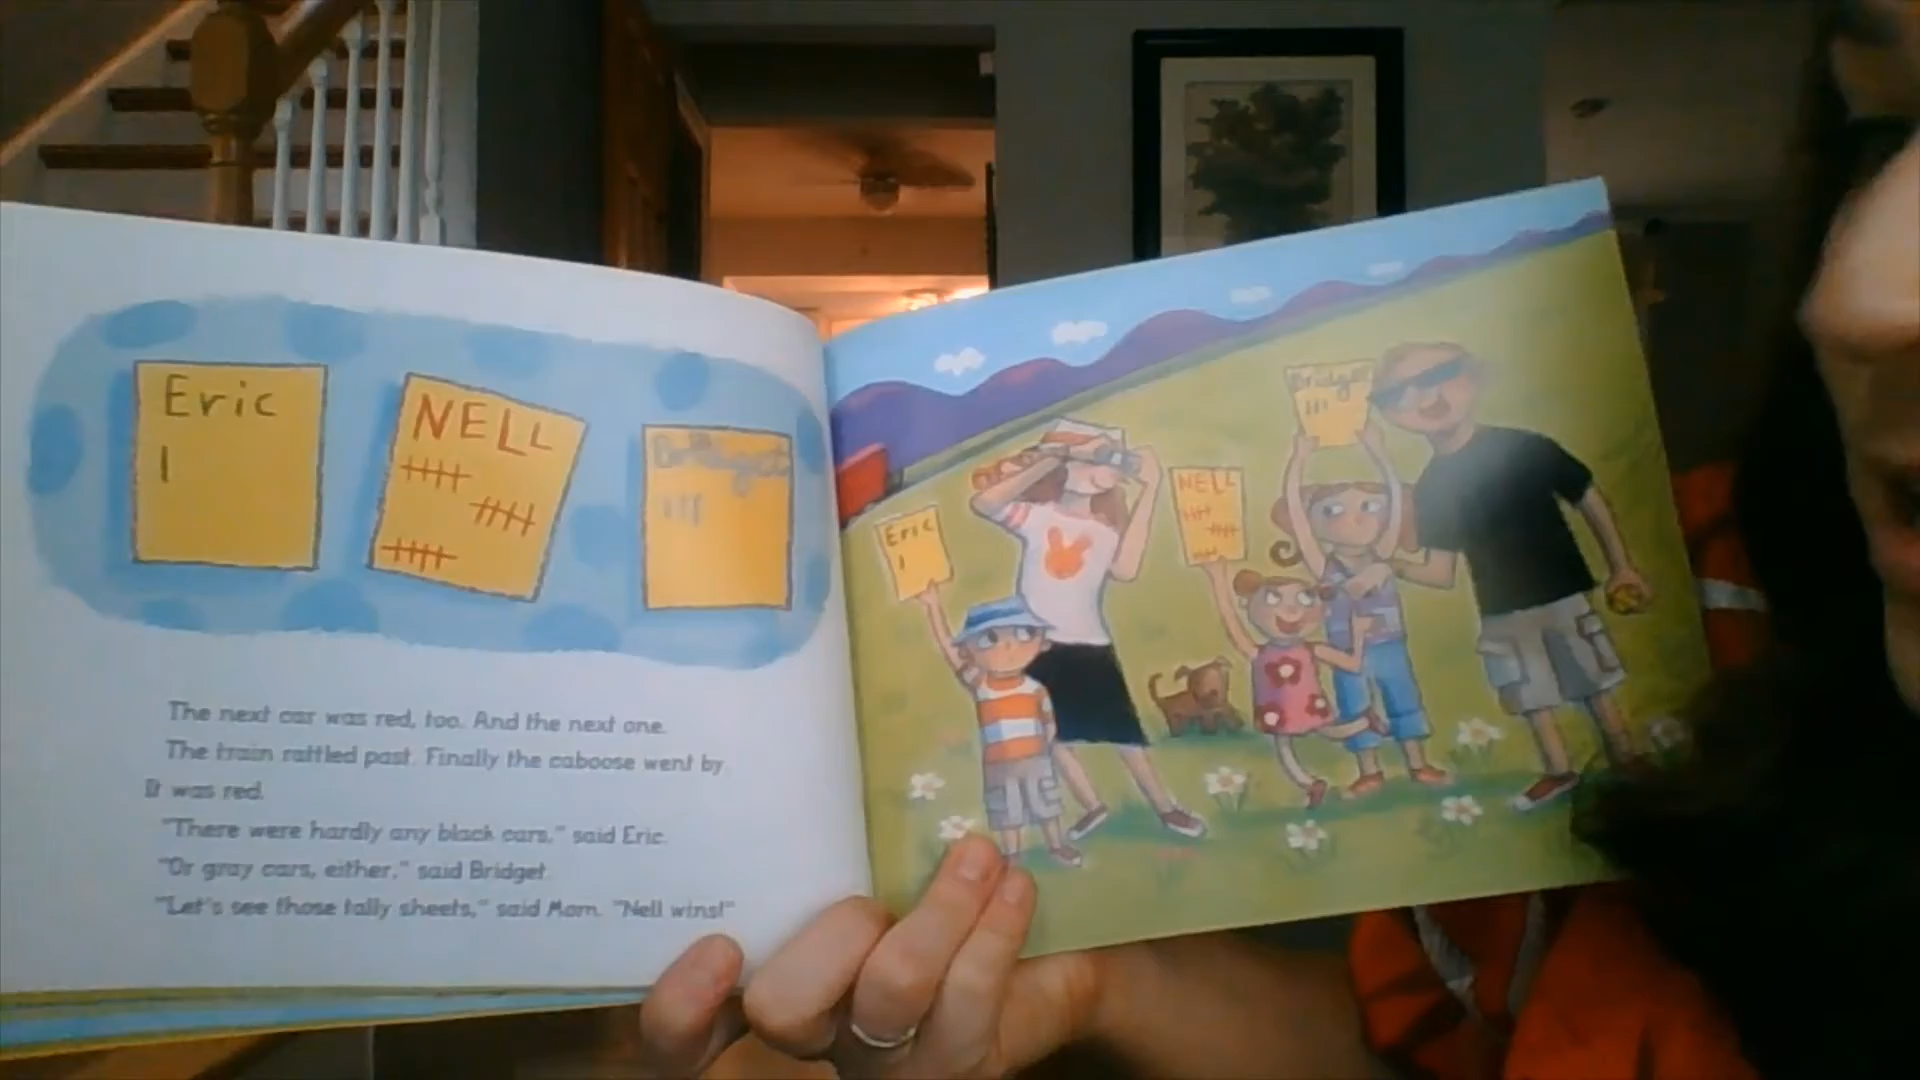 Eric
NELL
The next car was red, too. And the next one.
The train rattled past. Finally the caboose went by.
It was red.
"There were hardly any black cars," said Eric.
"Or gray cars, either," said Bridget.
"Let's see those tally sheets," said Mom. "Nell wins!"
Eric
NELL
Bridget